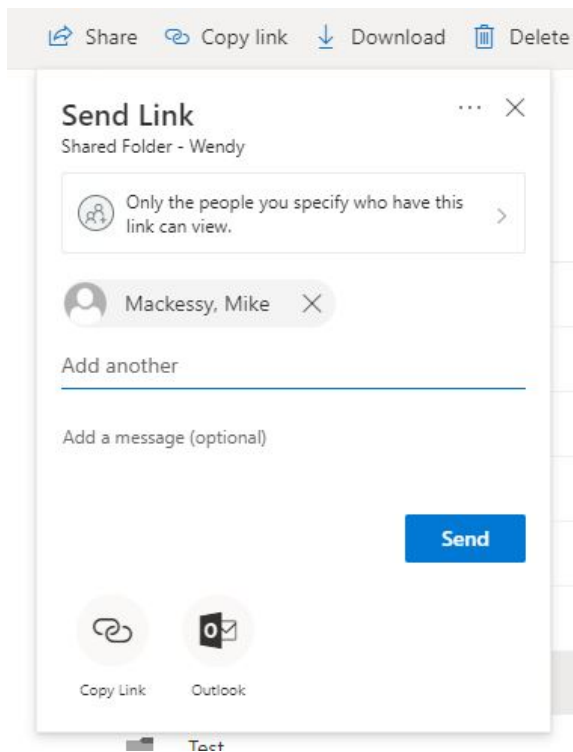 Share Copy link Download Delete
Send Link
Shared Folder - Wendy
Only the people you specify who have this
link can view.
Mackessy, Mike
Add another
Add a message (optional)
Send
Copy Link Outlook
Test